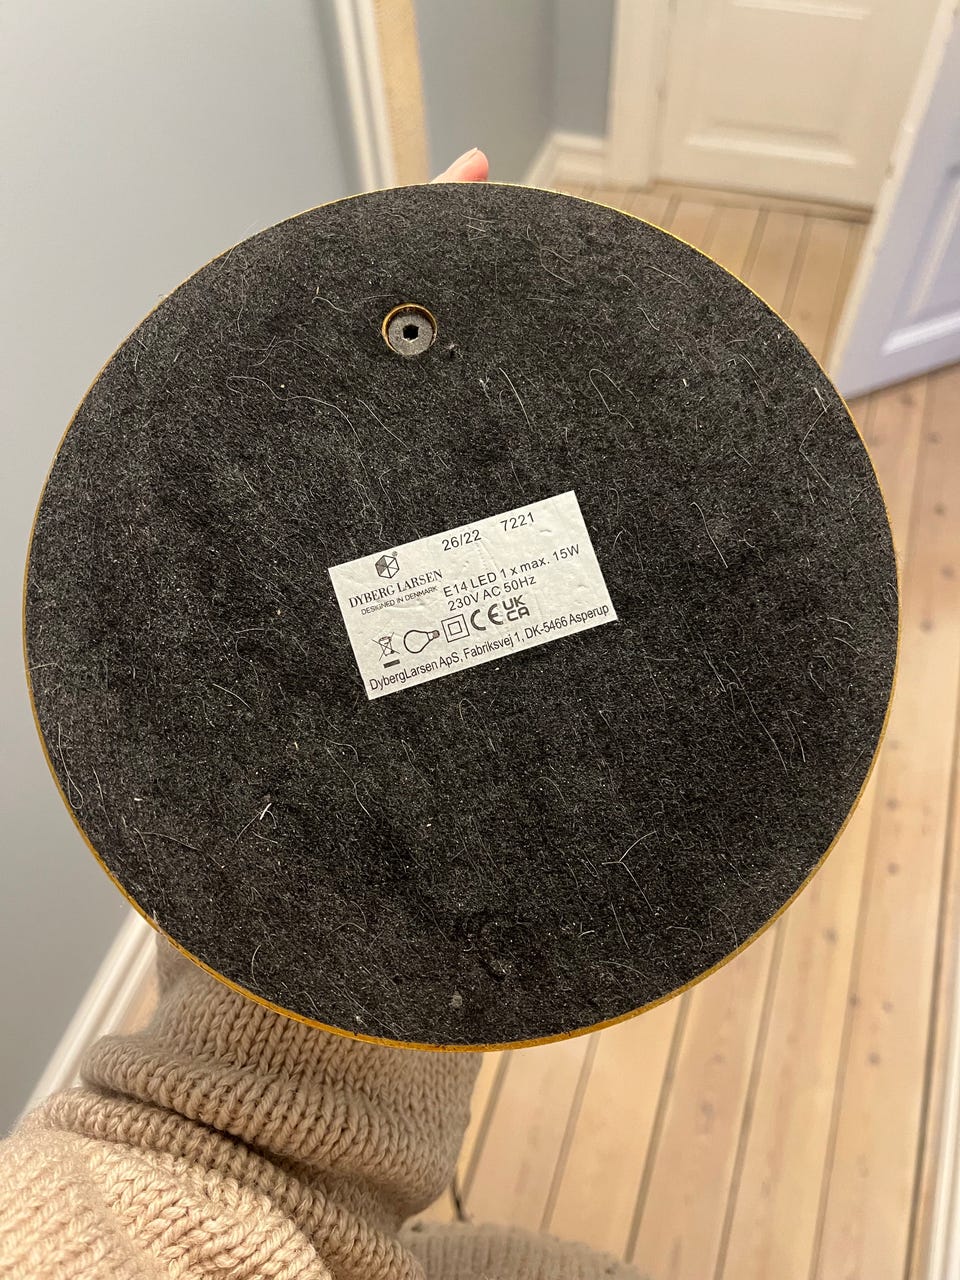 26/22 7221
DYBERG LARSEN
DESIGNED IN DENMARK
E14 LED 1 x max. 15W
230V AC 50Hz
CE UK CA
DybergLarsen ApS, Fabriksvej 1, DK-5466 Asperup